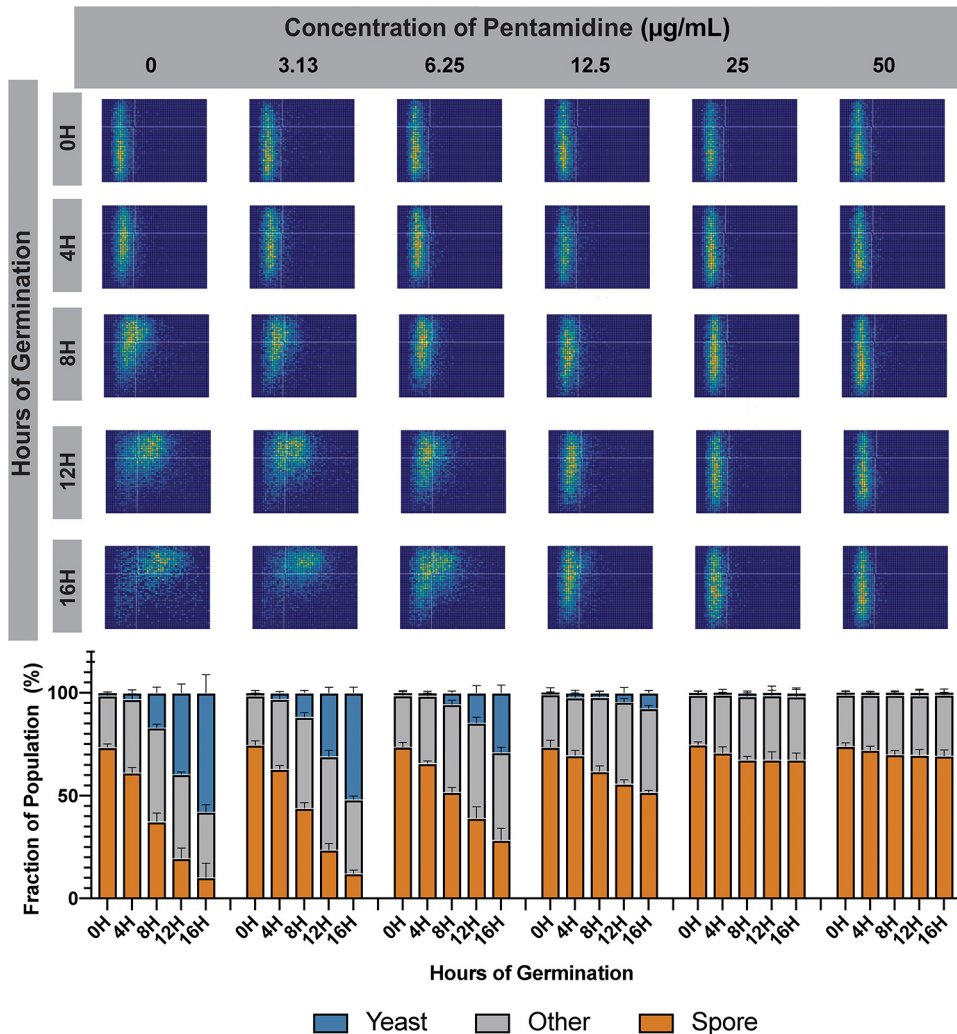 Concentration of Pentamidine (µg/mL)
0 3.13 6.25 12.5 25 50
Hours of Germination
0H
4H
8H
12H
16H
Fraction of Population (%)
100
50
0
0H 4H 8H 12H 16H 0H 4H 8H 12H 16H 0H 4H 8H 12H 16H 0H 4H 8H 12H 16H 0H 4H 8H 12H 16H 0H 4H 8H 12H 16H
Hours of Germination
Yeast Other Spore